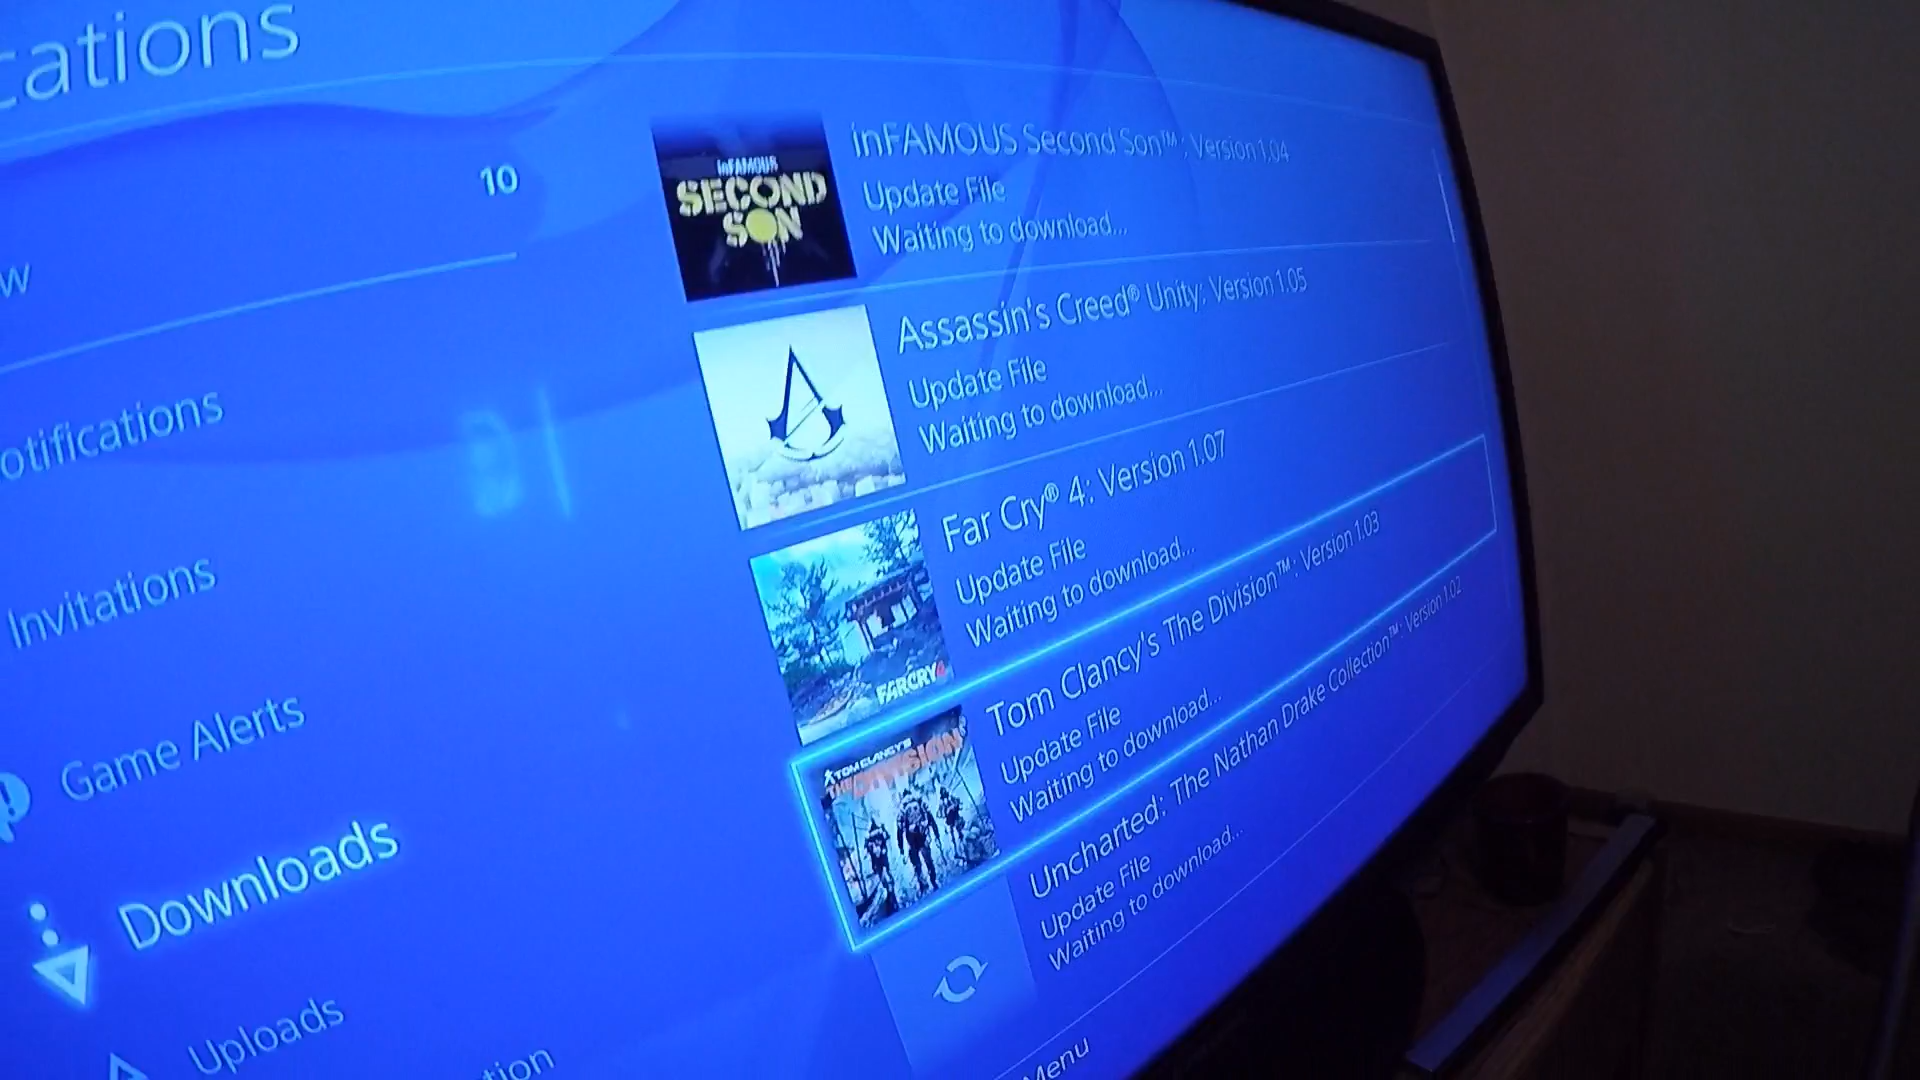 cations
10
w
otifications
Invitations
Game Alerts
Downloads
Uploads
tion
inFAMOUS
SECOND
SON
inFAMOUS Second Son™: Version 1.04
Update File
Waiting to download...
Assassin's Creed® Unity: Version 1.05
Update File
Waiting to download...
FARCRY4
Far Cry® 4: Version 1.07
Update File
Waiting to download...
TOM CLANCY'S
THE DIVISION
Tom Clancy's The Division™: Version 1.03
Update File
Waiting to download...
Uncharted: The Nathan Drake Collection™: Version 1.02
Update File
Waiting to download...
Menu